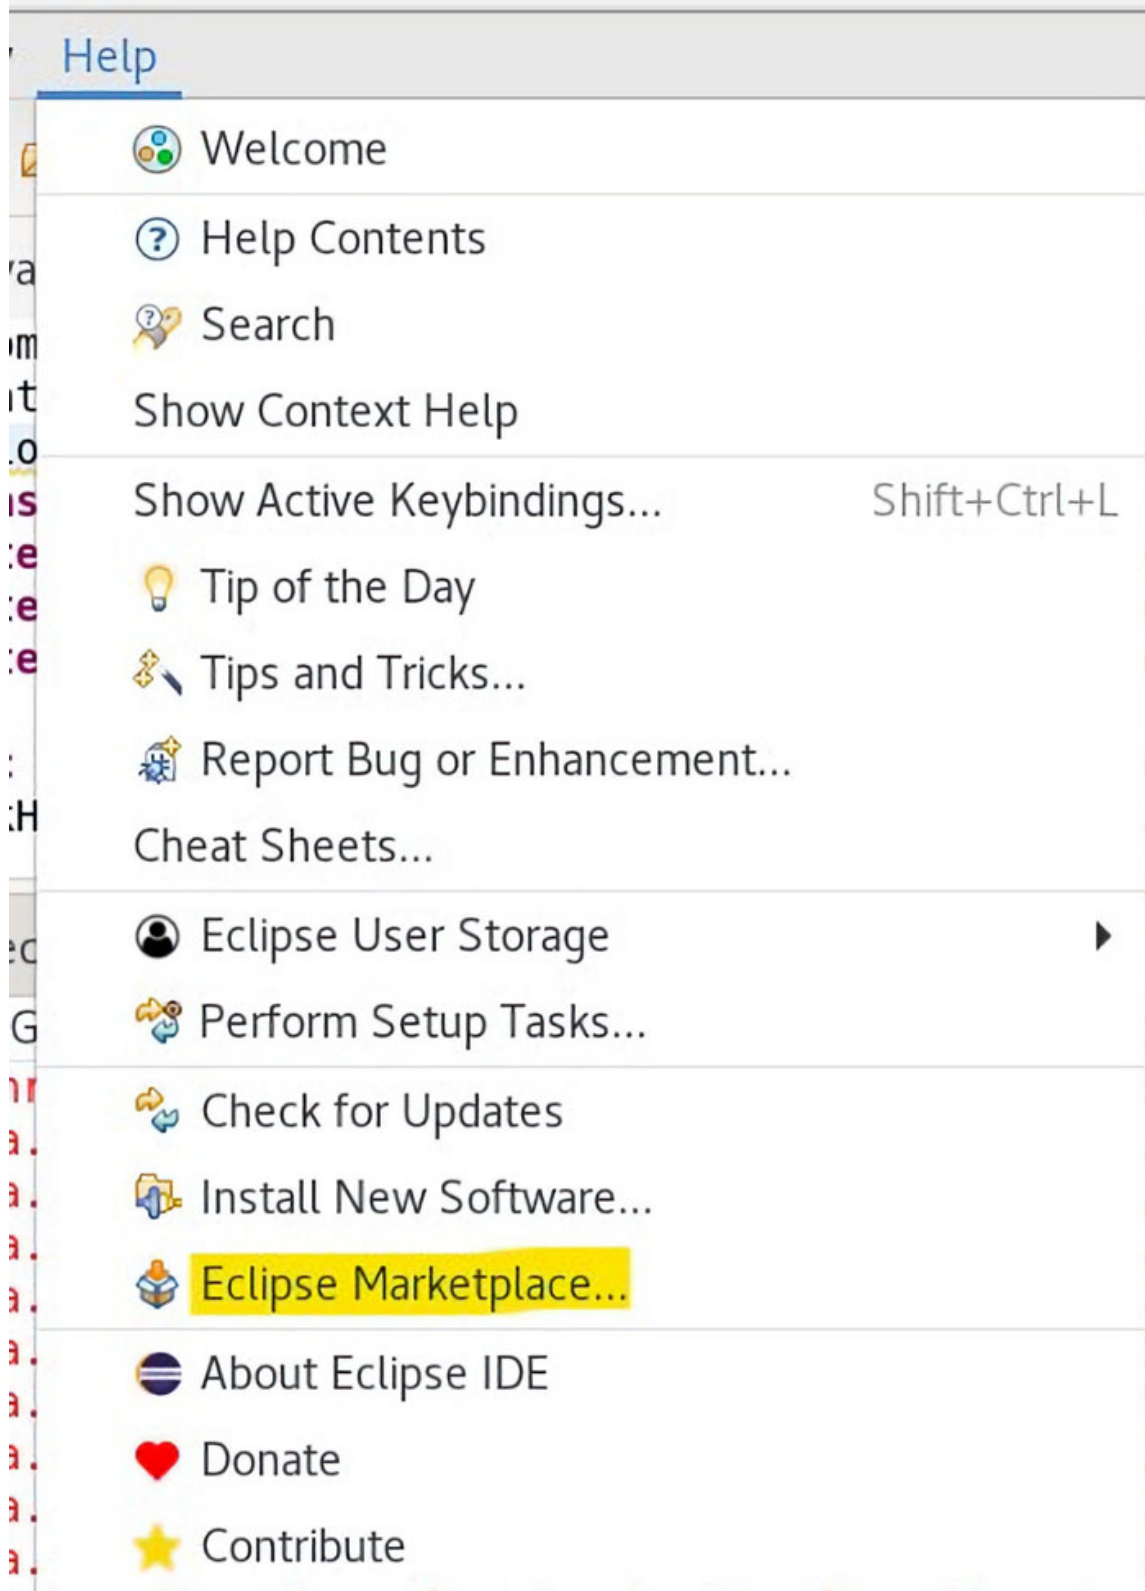 Help
Welcome
Help Contents
Search
Show Context Help
Show Active Keybindings... Shift+Ctrl+L
Tip of the Day
Tips and Tricks...
Report Bug or Enhancement...
Cheat Sheets...
Eclipse User Storage
Perform Setup Tasks...
Check for Updates
Install New Software...
Eclipse Marketplace...
About Eclipse IDE
Donate
Contribute